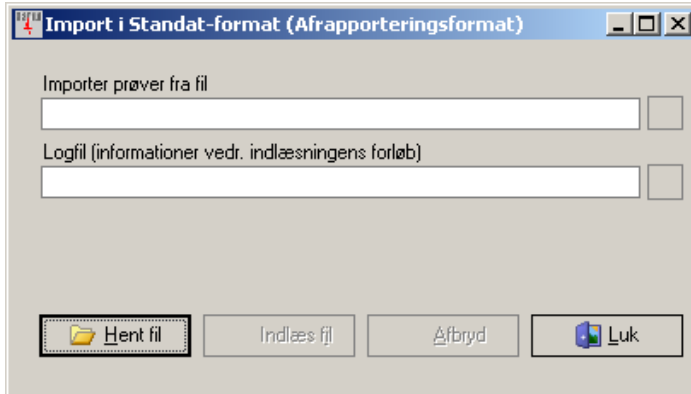 Import i Standat-format (Afrapporteringsformat)
Importer prøver fra fil
Logfil (informationer vedr. indlæsningens forløb)
Hent fil
Indlæs fil
Afbryd
Luk